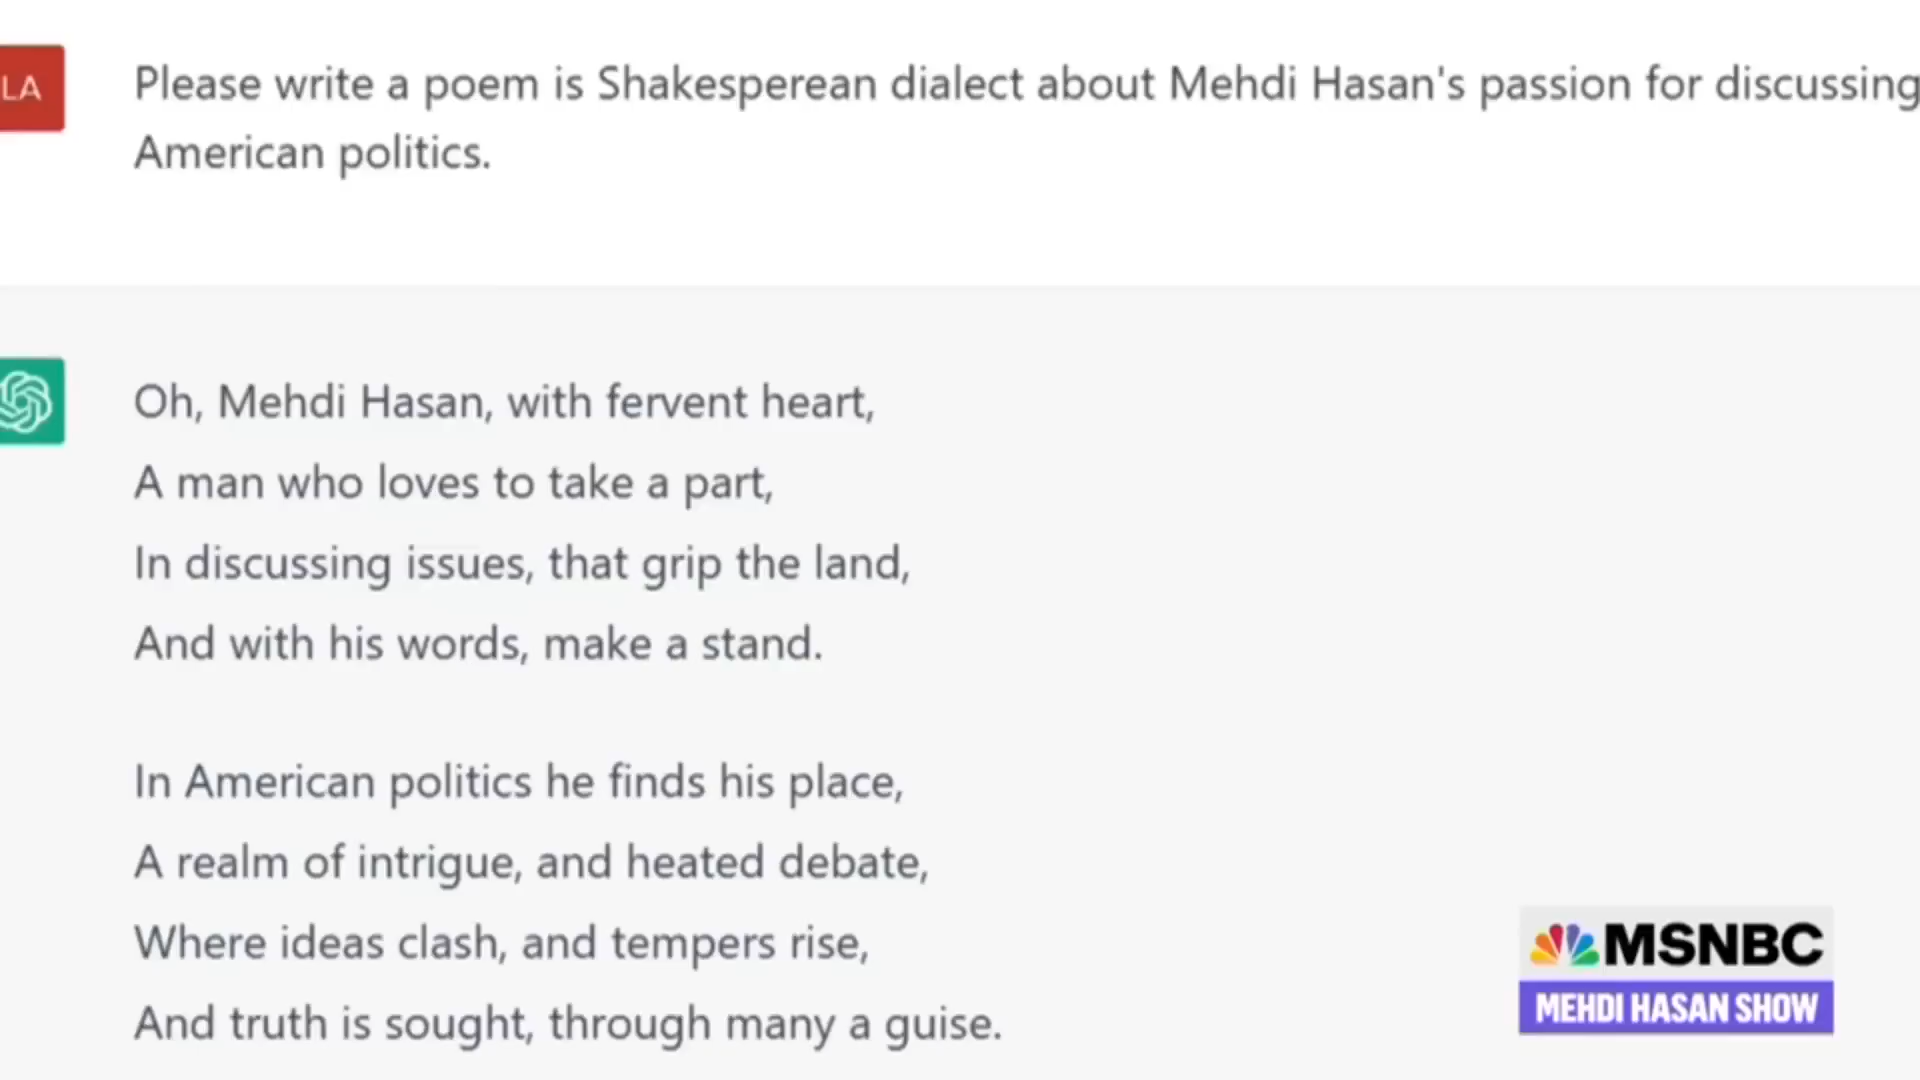 LA
Please write a poem is Shakesperean dialect about Mehdi Hasan's passion for discussing
American politics.
Oh, Mehdi Hasan, with fervent heart,
A man who loves to take a part,
In discussing issues, that grip the land,
And with his words, make a stand.
In American politics he finds his place,
A realm of intrigue, and heated debate,
Where ideas clash, and tempers rise,
And truth is sought, through many a guise.
MSNBC
MEHDI HASAN SHOW